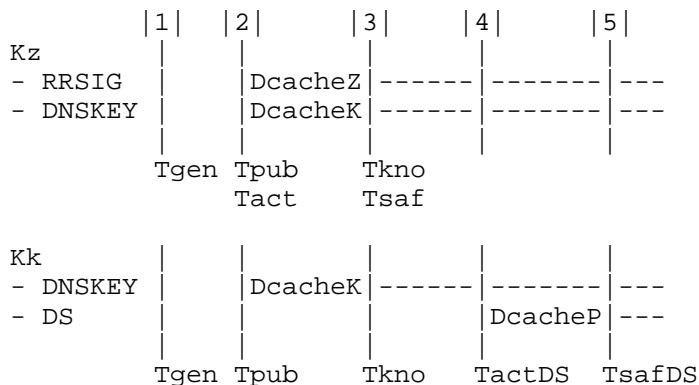 |1|   |2|       |3|     |4|     |5|
Kz          |     |         |       |       |
- RRSIG     |     |DcacheZ|------|-------|---
- DNSKEY |     |DcacheK|------|-------|---
            |     |         |       |       |
           Tgen Tpub     Tkno
                Tact     Tsaf
            |     |         |       |       |
Kk          |     |         |       |       |
- DNSKEY |     |DcacheK|------|-------|---
- DS        |     |         |       |DcacheP|---
            |     |         |       |       |
           Tgen Tpub     Tkno    TactDS  TsafDS